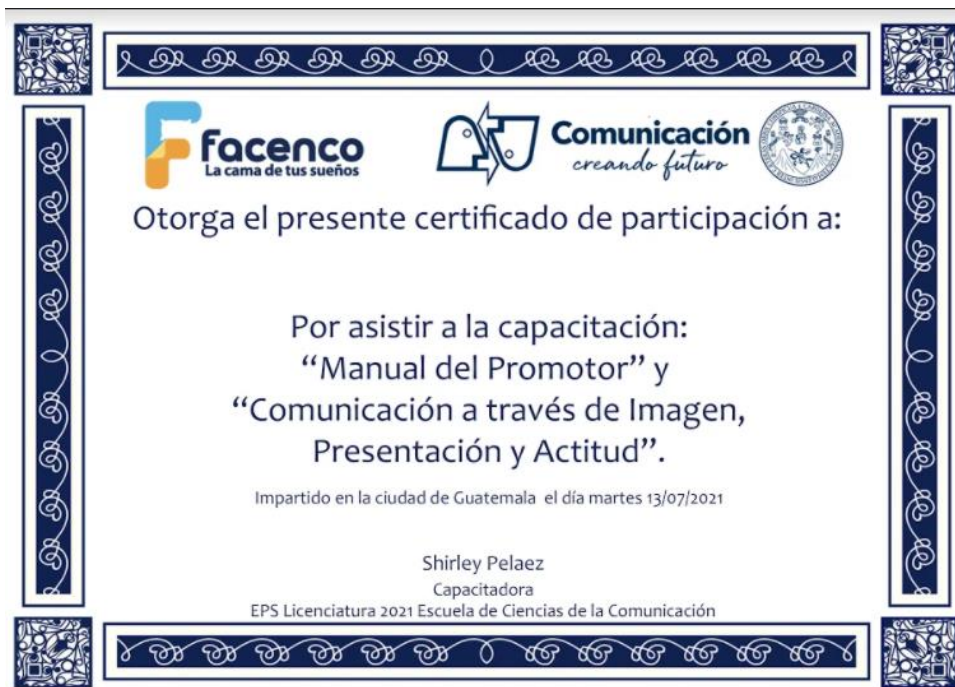 facenco
La cama de tus sueños
Comunicación
creando futuro
Otorga el presente certificado de participación a:
Por asistir a la capacitación:
“Manual del Promotor” y
“Comunicación a través de Imagen,
Presentación y Actitud”.
Impartido en la ciudad de Guatemala el día martes 13/07/2021
Shirley Pelaez
Capacitadora
EPS Licenciatura 2021 Escuela de Ciencias de la Comunicación